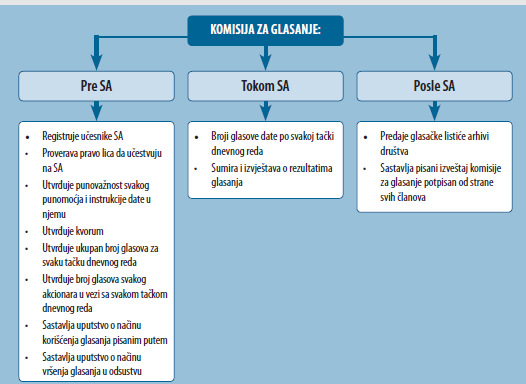 KOMISIJA ZA GLASANJE:
Pre SA
• Registruje učesnike SA
• Proverava pravo lica da učestvuju
na SA
• Utvrđuje punovažnost svakog
punomoćja i instrukcije date u
njemu
• Utvrđuje kvorum
• Utvrđuje ukupan broj glasova za
svaku tačku dnevnog reda
• Utvrđuje broj glasova svakog
akcionara u vezi sa svakom tačkom
dnevnog reda
• Sastavlja uputstvo o načinu
korišćenja glasanja pisanim putem
• Sastavlja uputstvo o načinu
vršenja glasanja u odsustvu
Tokom SA
• Broji glasove date po svakoj tački
dnevnog reda
• Sumira i izvještava o rezultatima
glasanja
Posle SA
• Predaje glasačke listiće arhivi
društva
• Sastavlja pisani izveštaj komisije
za glasanje potpisan od strane
svih članova